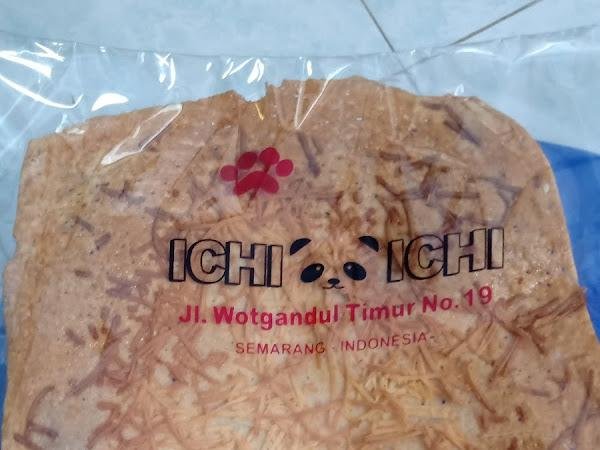 ICHI ICHI
Jl. Wotgandul Timur No.19
SEMARANG - INDONESIA -